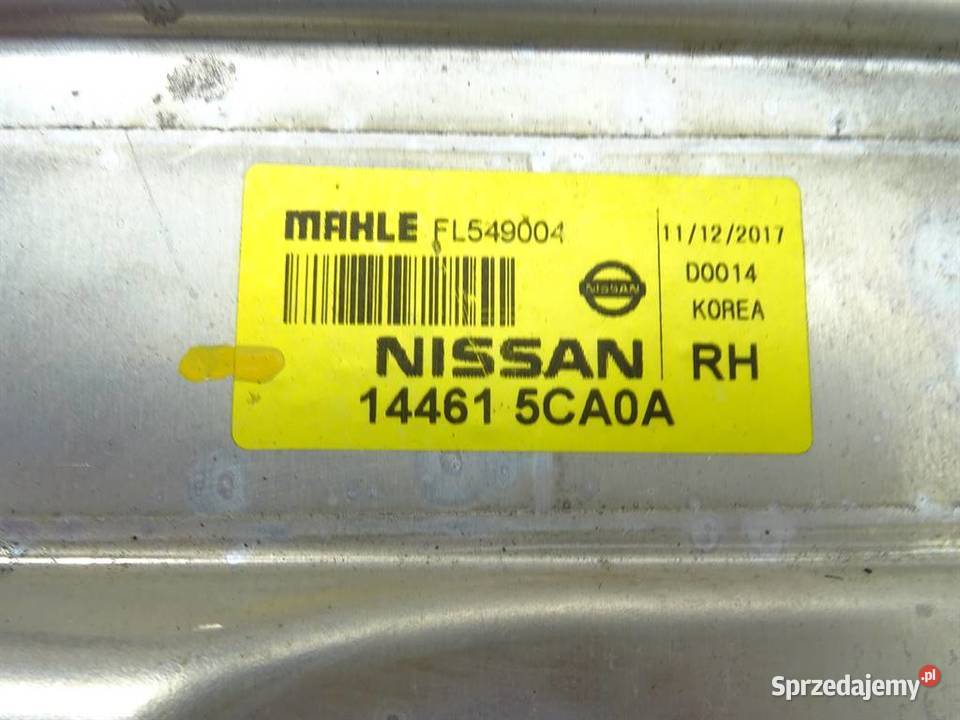 MAHLE FL549004
11/12/2017
D0014
KOREA
NISSAN
NISSAN
RH
14461 5CA0A
Sprzedajemy.pl